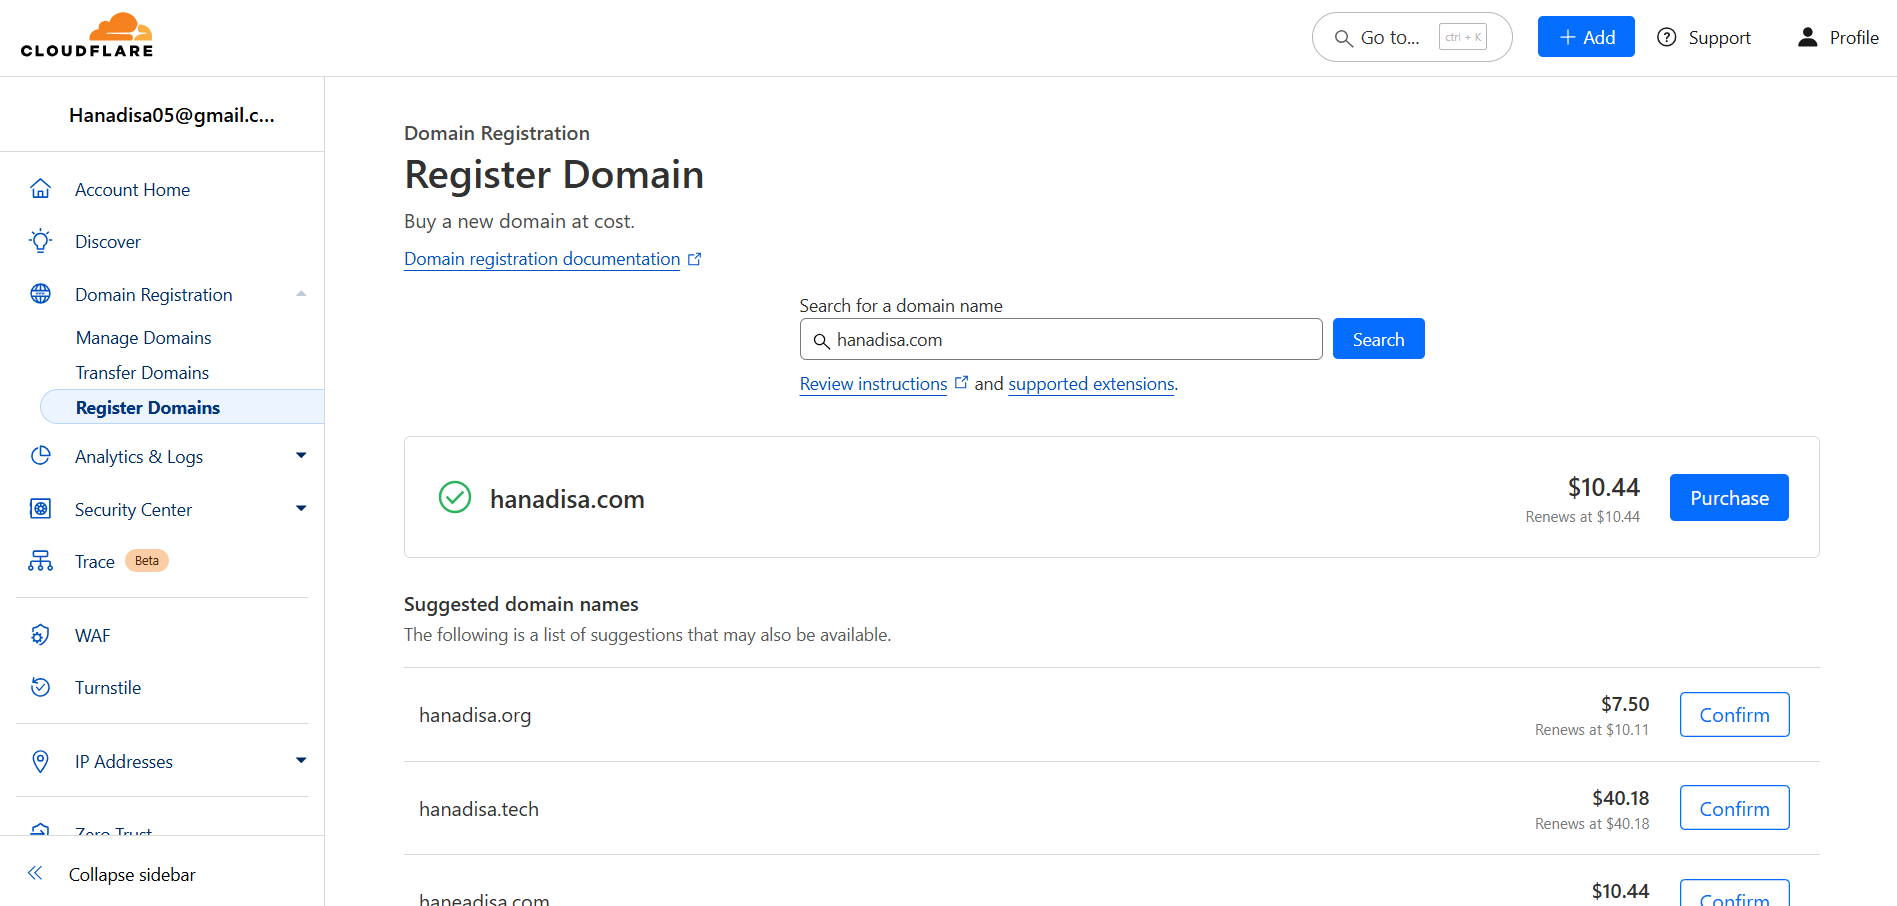 CLOUDFLARE
Go to... ctrl + K
+ Add
Support
Profile
Hanadisa05@gmail.c...
Account Home
Discover
Domain Registration
Manage Domains
Transfer Domains
Register Domains
Analytics & Logs
Security Center
Trace Beta
WAF
Turnstile
IP Addresses
Zero Trust
Collapse sidebar
Domain Registration
Register Domain
Buy a new domain at cost.
Domain registration documentation
Search for a domain name
hanadisa.com
Search
Review instructions and supported extensions.
hanadisa.com
$10.44
Renews at $10.44
Purchase
Suggested domain names
The following is a list of suggestions that may also be available.
hanadisa.org
$7.50
Renews at $10.11
Confirm
hanadisa.tech
$40.18
Renews at $40.18
Confirm
haneadisa.com
$10.44
Confirm